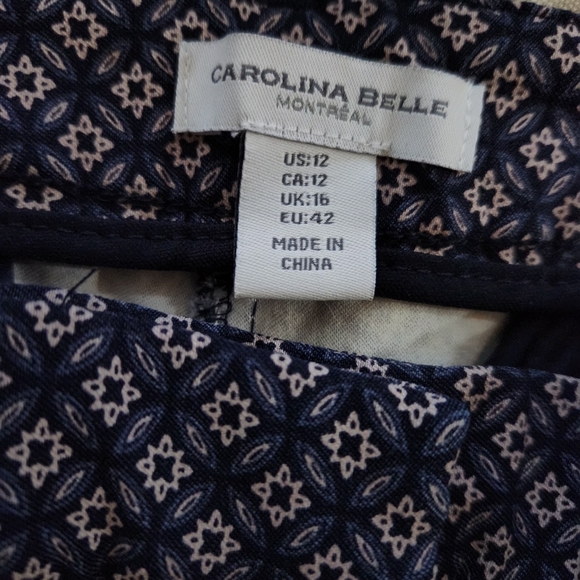 CAROLINA BELLE
MONTRÉAL
US:12
CA:12
UK:16
EU:42
MADE IN
CHINA